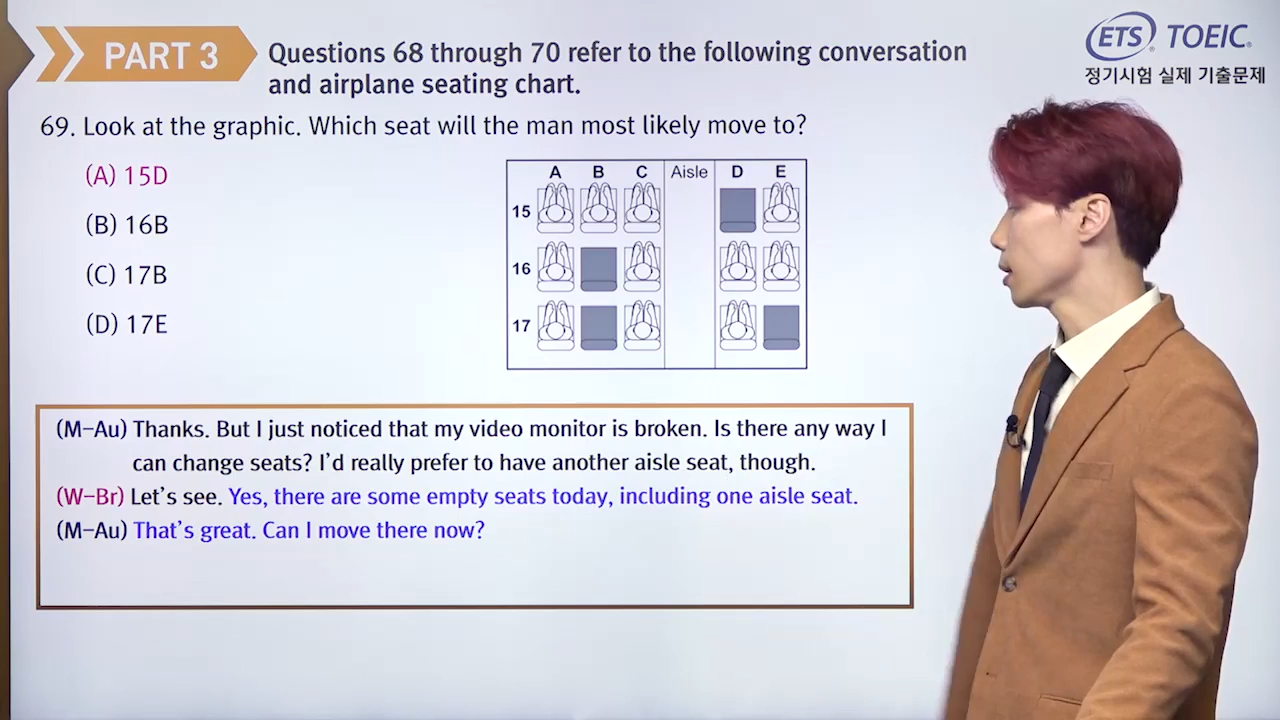 PART 3
Questions 68 through 70 refer to the following conversation
and airplane seating chart.
ETS TOEIC
정기시험 실제 기출문제
69. Look at the graphic. Which seat will the man most likely move to?
(A) 15D
(B) 16B
(C) 17B
(D) 17E
A B C Aisle D E
15
16
17
(M-Au) Thanks. But I just noticed that my video monitor is broken. Is there any way I
can change seats? I'd really prefer to have another aisle seat, though.
(W-Br) Let's see. Yes, there are some empty seats today, including one aisle seat.
(M-Au) That's great. Can I move there now?